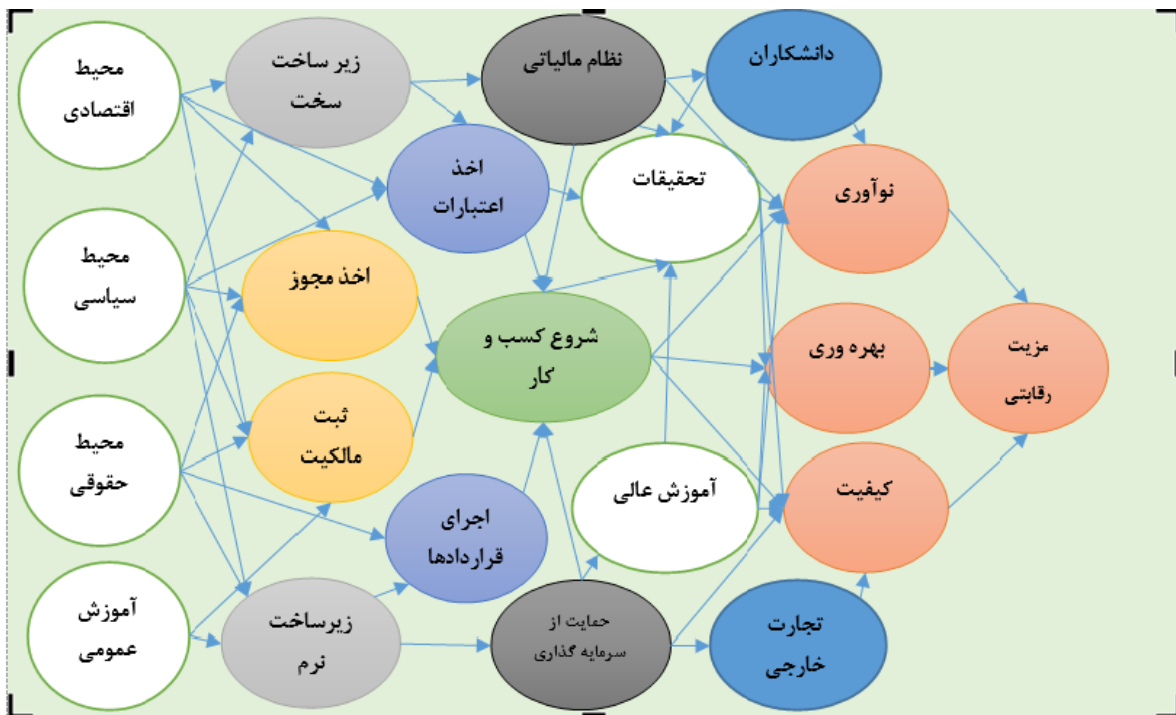 محیط
اقتصادی
زیر ساخت
سخت
نظام مالیاتی
دانشکاران
اخذ
اعتبارات
تحقیقات
نوآوری
محیط
سیاسی
اخذ مجوز
شروع کسب و
کار
بهره وری
مزیت
رقابتی
محیط
حقوقی
ثبت
مالکیت
آموزش عالی
کیفیت
اجرای
قراردادها
آموزش
عمومی
زیرساخت
نرم
حمایت از
سرمایه گذاری
تجارت
خارجی